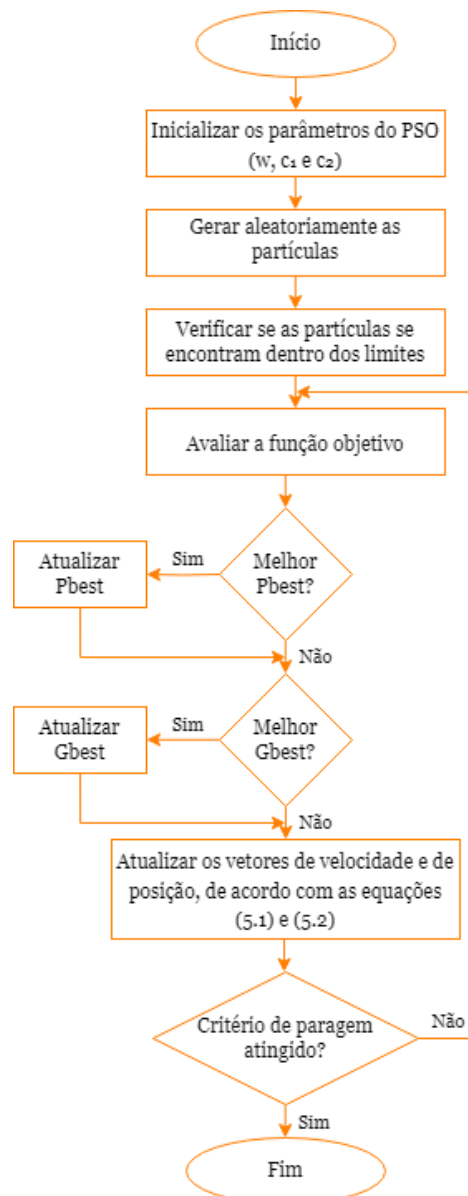 Início
Inicializar os parâmetros do PSO
(w, c₁ e c₂)
Gerar aleatoriamente as
partículas
Verificar se as partículas se
encontram dentro dos limites
Avaliar a função objetivo
Melhor
Pbest?
Sim
Atualizar
Pbest
Não
Melhor
Gbest?
Sim
Atualizar
Gbest
Não
Atualizar os vetores de velocidade e de
posição, de acordo com as equações
(5.1) e (5.2)
Critério de paragem
atingido?
Não
Sim
Fim